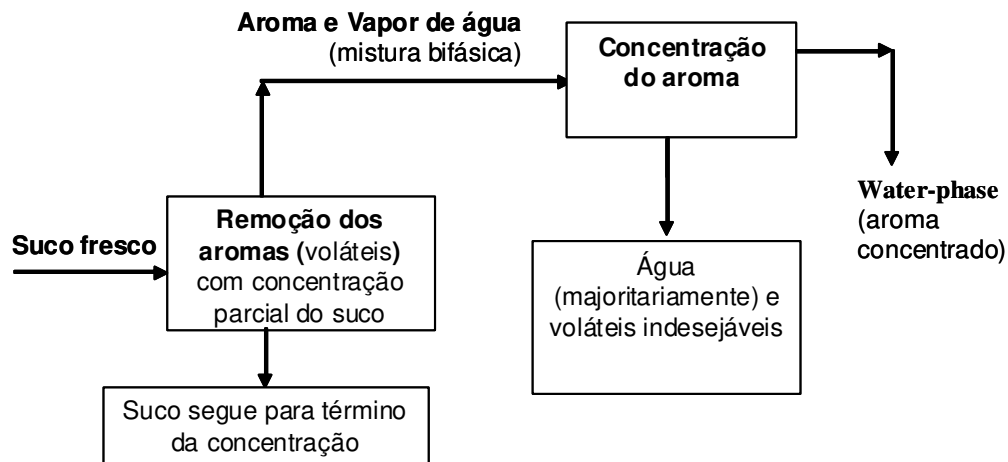 Aroma e Vapor de água
(mistura bifásica)
Concentração
do aroma
Water-phase
(aroma
concentrado)
Suco fresco
Remoção dos
aromas (voláteis)
com concentração
parcial do suco
Água
(majoritariamente) e
voláteis indesejáveis
Suco segue para término
da concentração